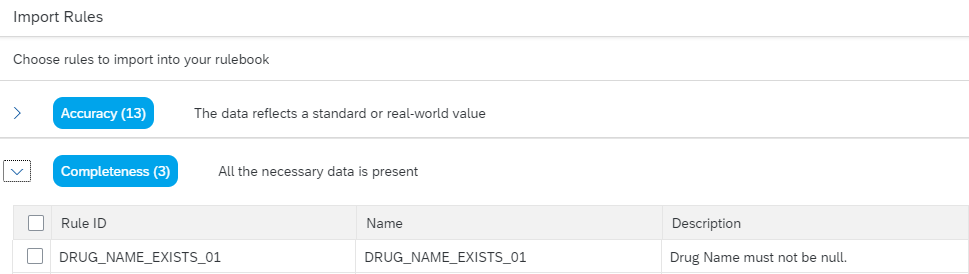 Import Rules
Choose rules to import into your rulebook
Accuracy (13) The data reflects a standard or real-world value
Completeness (3) All the necessary data is present
Rule ID Name Description
DRUG_NAME_EXISTS_01 DRUG_NAME_EXISTS_01 Drug Name must not be null.